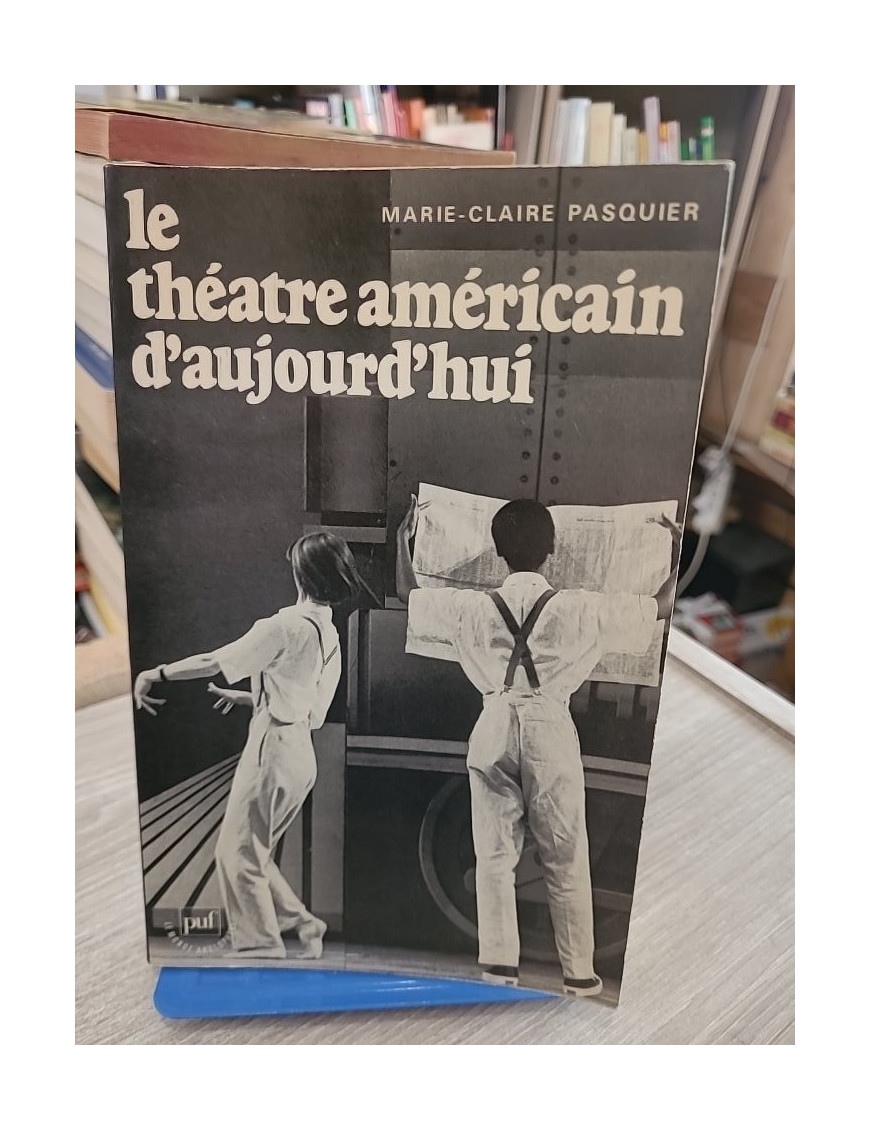 MARIE-CLAIRE PASQUIER
le
théatre américain
d'aujourd'hui
puf